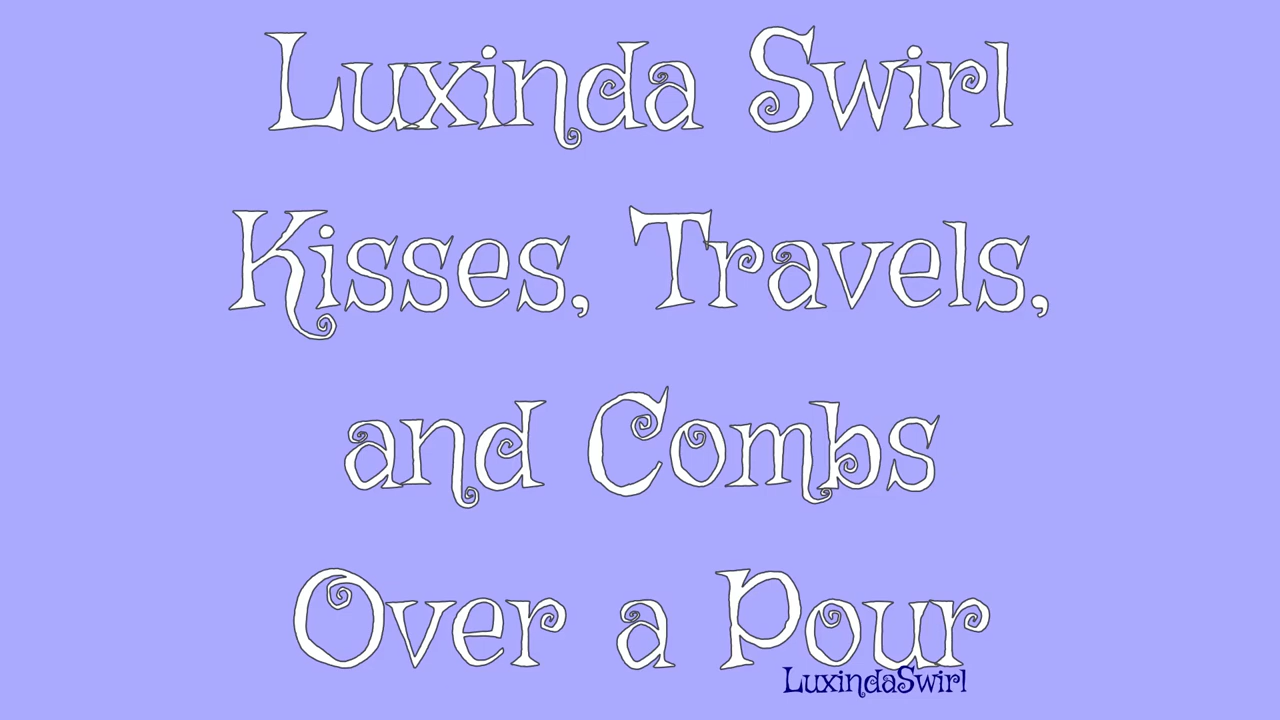 Luxinda Swirl
Kisses, Travels,
and Combs
Over a Pour
LuxindaSwirl